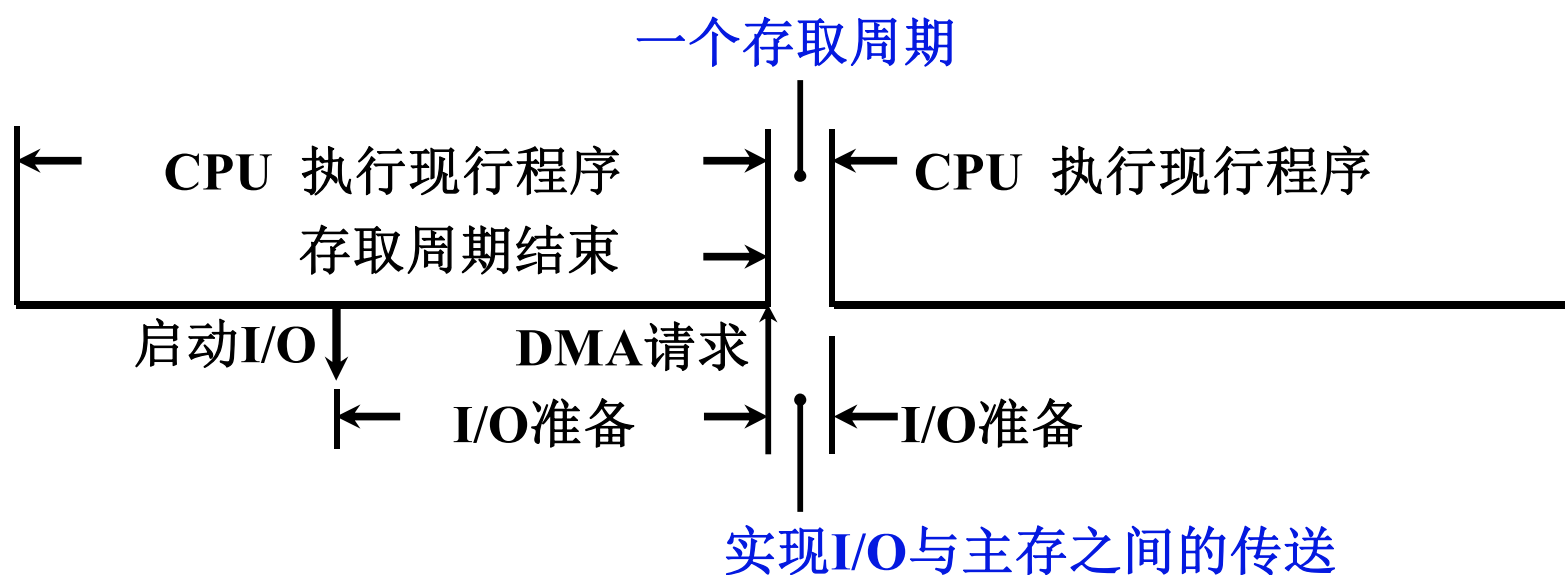 一个存取周期
CPU 执行现行程序
CPU 执行现行程序
存取周期结束
启动I/O
DMA请求
I/O准备
I/O准备
实现I/O与主存之间的传送